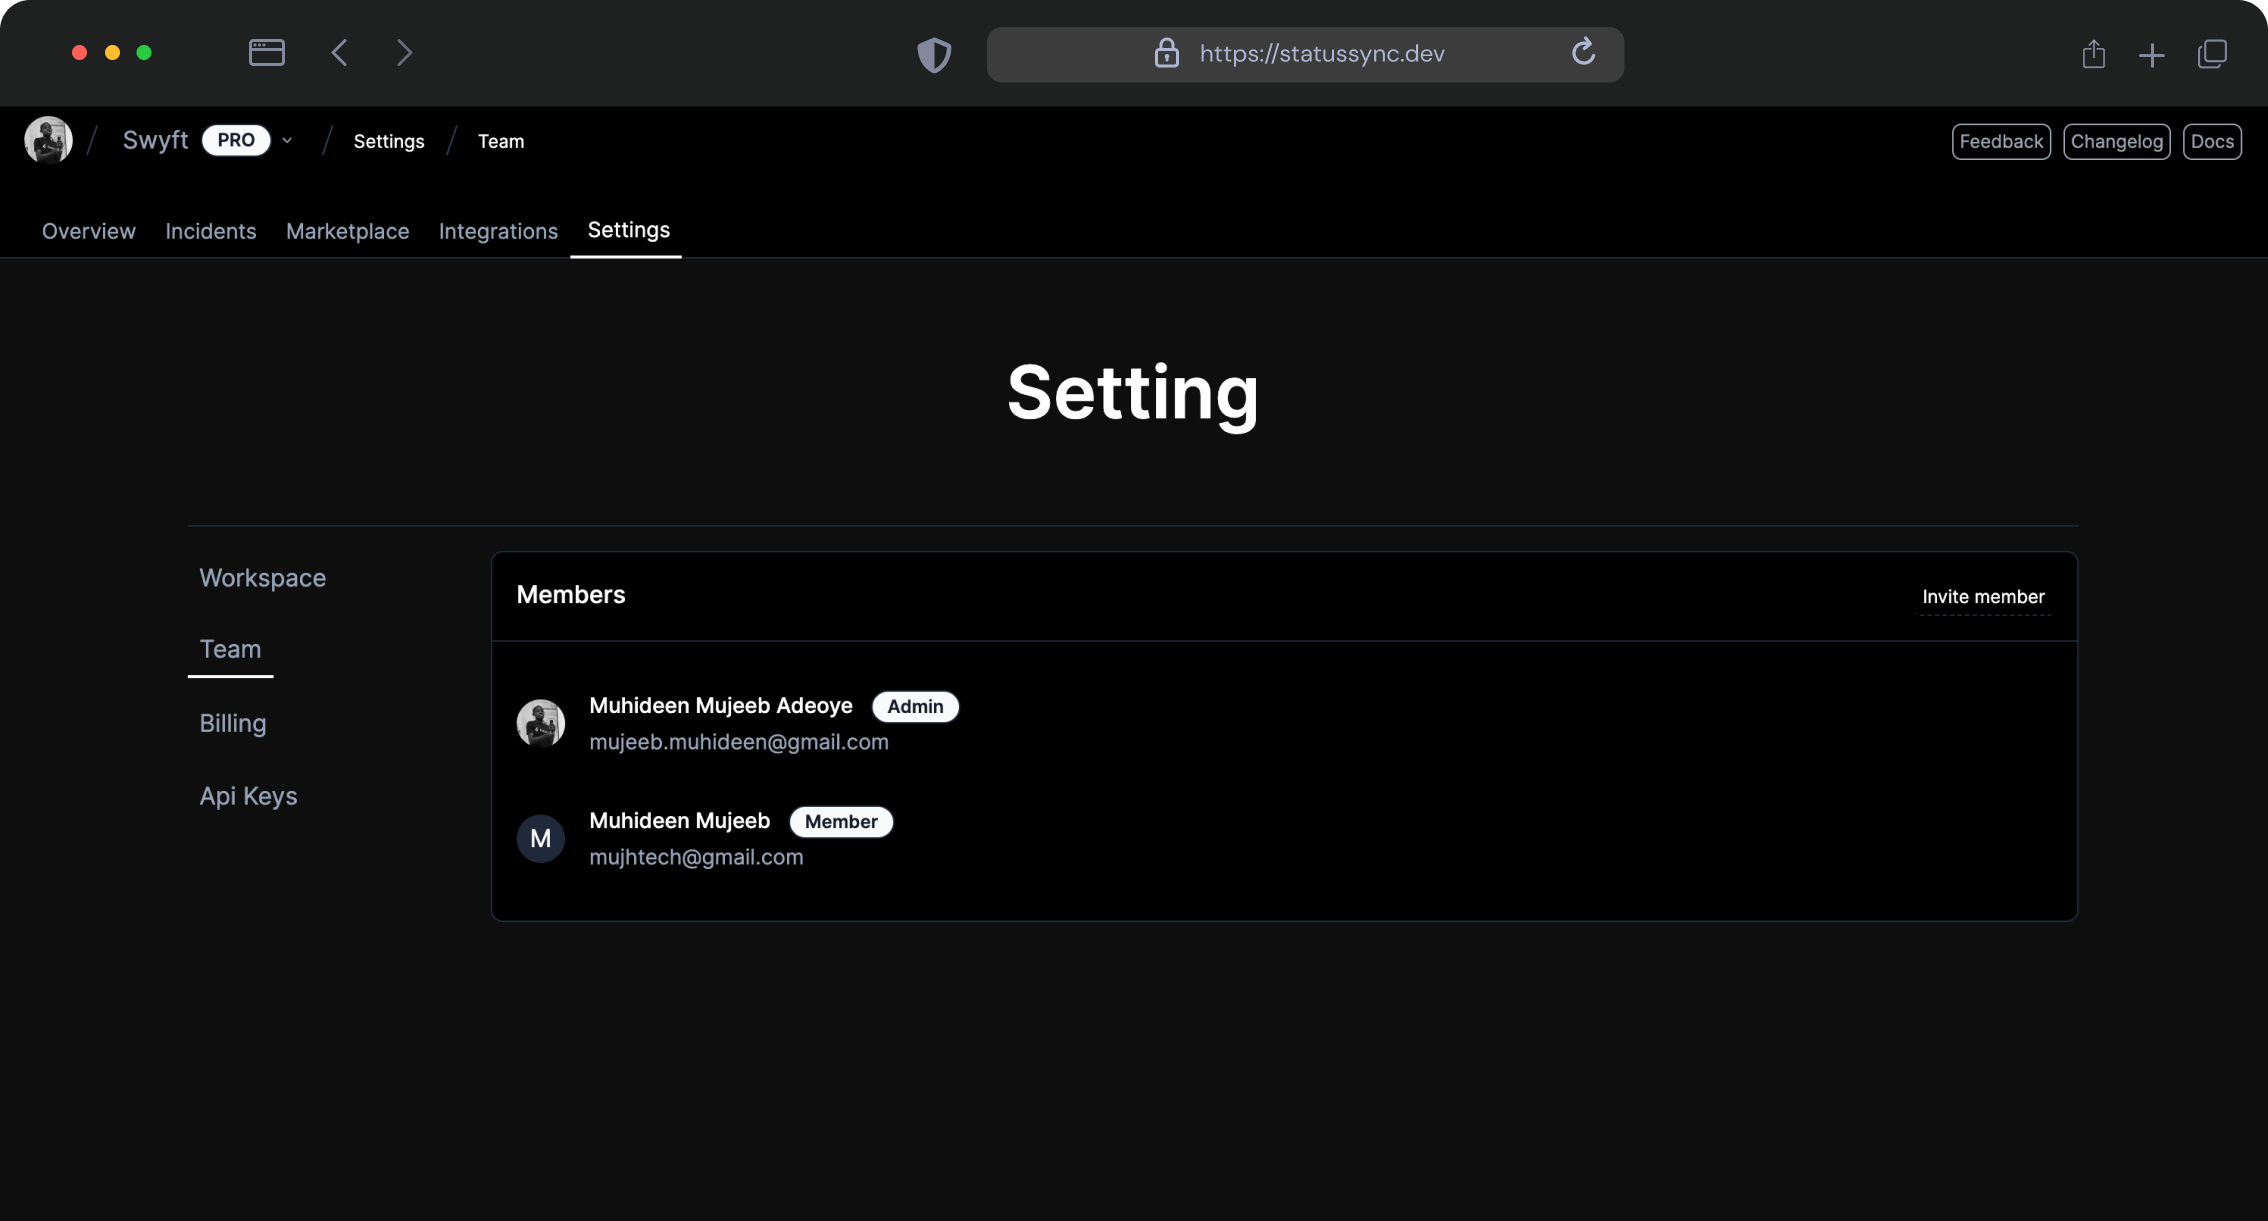 https://statussync.dev
/ Swyft PRO / Settings / Team
Feedback Changelog Docs
Overview Incidents Marketplace Integrations Settings
Setting
Workspace
Team
Billing
Api Keys
Members
Invite member
Muhideen Mujeeb Adeoye Admin
mujeeb.muhideen@gmail.com
M
Muhideen Mujeeb Member
mujhtech@gmail.com